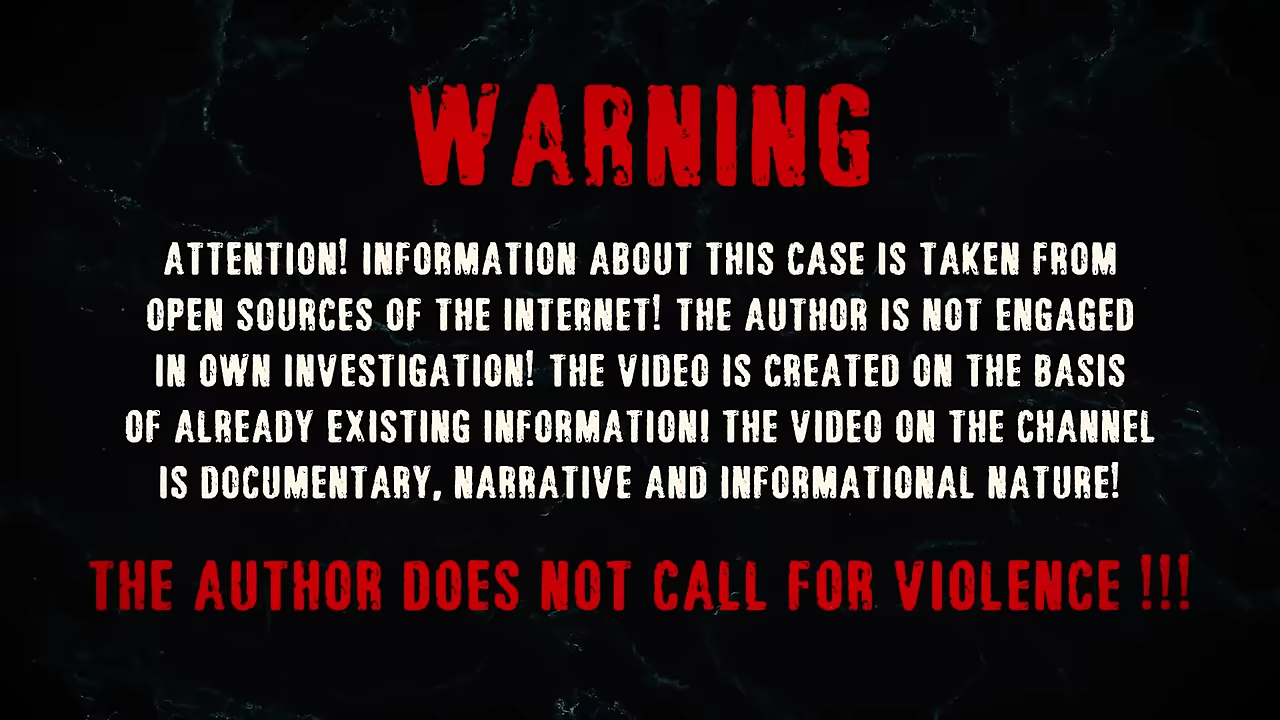 WARNING
ATTENTION! INFORMATION ABOUT THIS CASE IS TAKEN FROM
OPEN SOURCES OF THE INTERNET! THE AUTHOR IS NOT ENGAGED
IN OWN INVESTIGATION! THE VIDEO IS CREATED ON THE BASIS
OF ALREADY EXISTING INFORMATION! THE VIDEO ON THE CHANNEL
IS DOCUMENTARY, NARRATIVE AND INFORMATIONAL NATURE!
THE AUTHOR DOES NOT CALL FOR VIOLENCE !!!